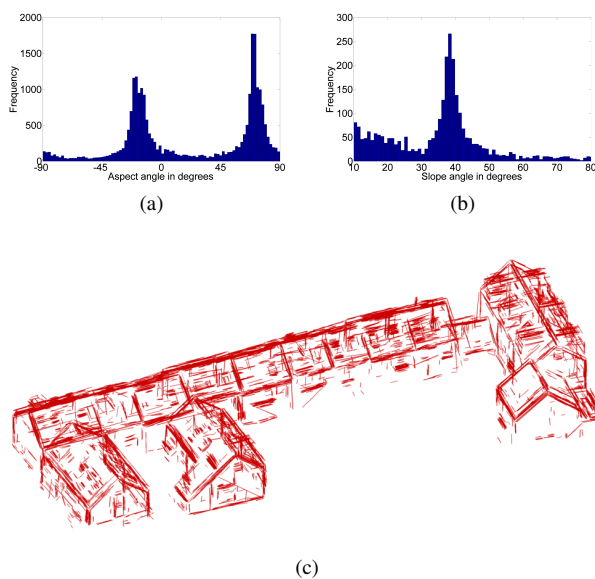 2000
1500
1000
500
0
Frequency
-90 -45 0 45 90
Aspect angle in degrees
(a)
300
250
200
150
100
50
0
Frequency
10 20 30 40 50 60 70 80
Slope angle in degrees
(b)
(c)